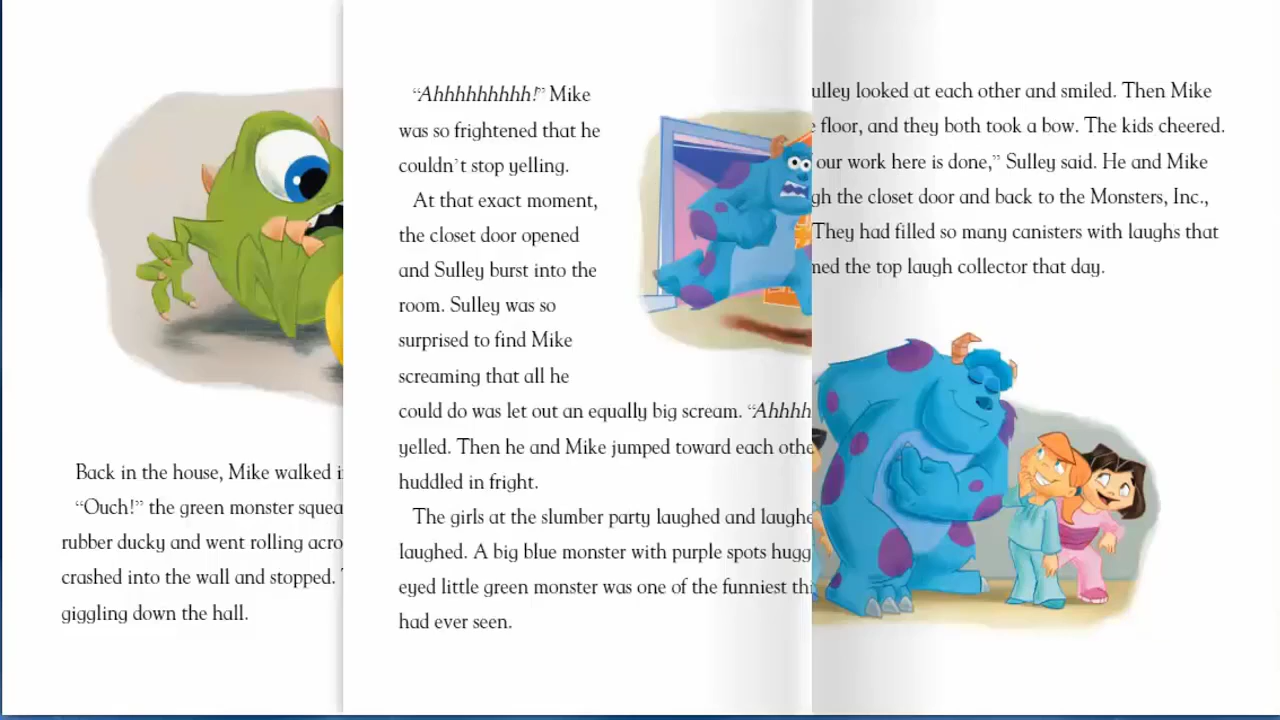 Back in the house, Mike walked
"Ouch!" the green monster
rubber ducky and went rolling
crashed into the wall and stopped.
giggling down the hall.
"Ahhhhhhhhh!" Mike
was so frightened that he
couldn't stop yelling.
At that exact moment,
the closet door opened
and Sulley burst into the
room. Sulley was so
surprised to find Mike
screaming that all he
could do was let out an equally big scream. "Ahhhh
yelled. Then he and Mike jumped toward each
huddled in fright.
The girls at the slumber party laughed and
laughed. A big blue monster with purple spots
eyed little green monster was one of the funniest
had ever seen.
ulley looked at each other and smiled. Then Mike
floor, and they both took a bow. The kids cheered.
our work here is done," Sulley said. He and Mike
gh the closet door and back to the Monsters, Inc.,
They had filled so many canisters with laughs that
med the top laugh collector that day.